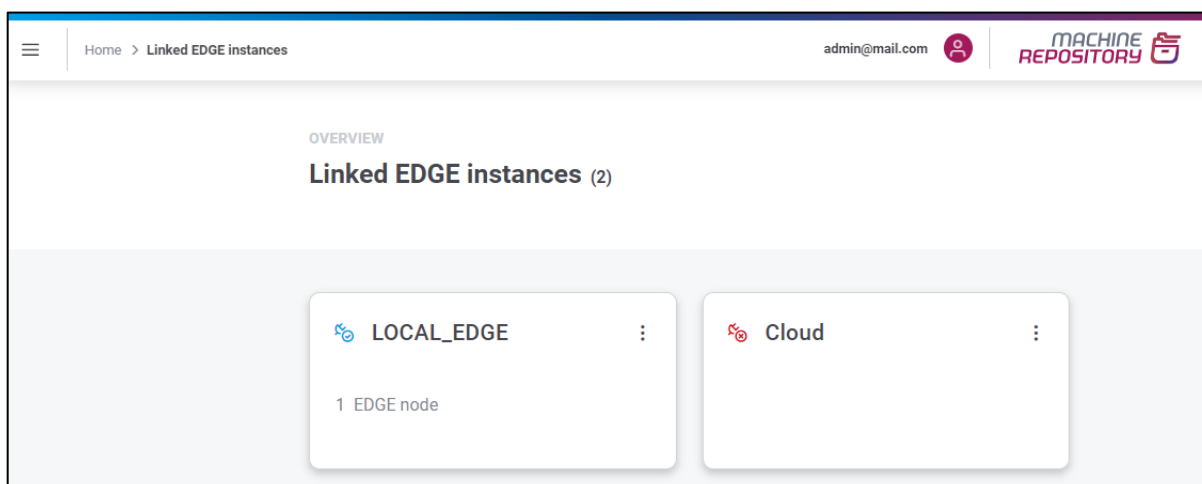 Home > Linked EDGE instances
admin@mail.com
MACHINE
REPOSITORY
OVERVIEW
Linked EDGE instances (2)
LOCAL_EDGE
1 EDGE node
Cloud